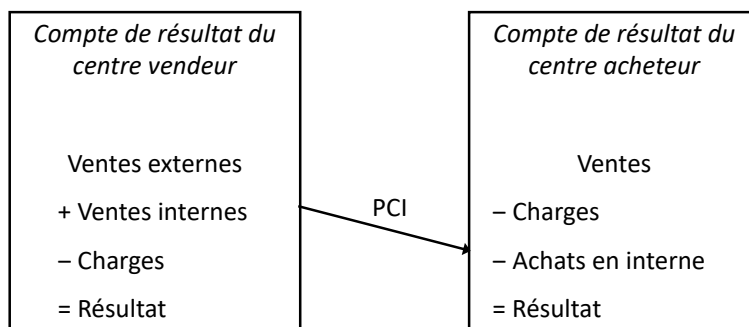 Compte de résultat du
centre vendeur
Ventes externes
+ Ventes internes
– Charges
= Résultat
PCI
Compte de résultat du
centre acheteur
Ventes
– Charges
– Achats en interne
= Résultat